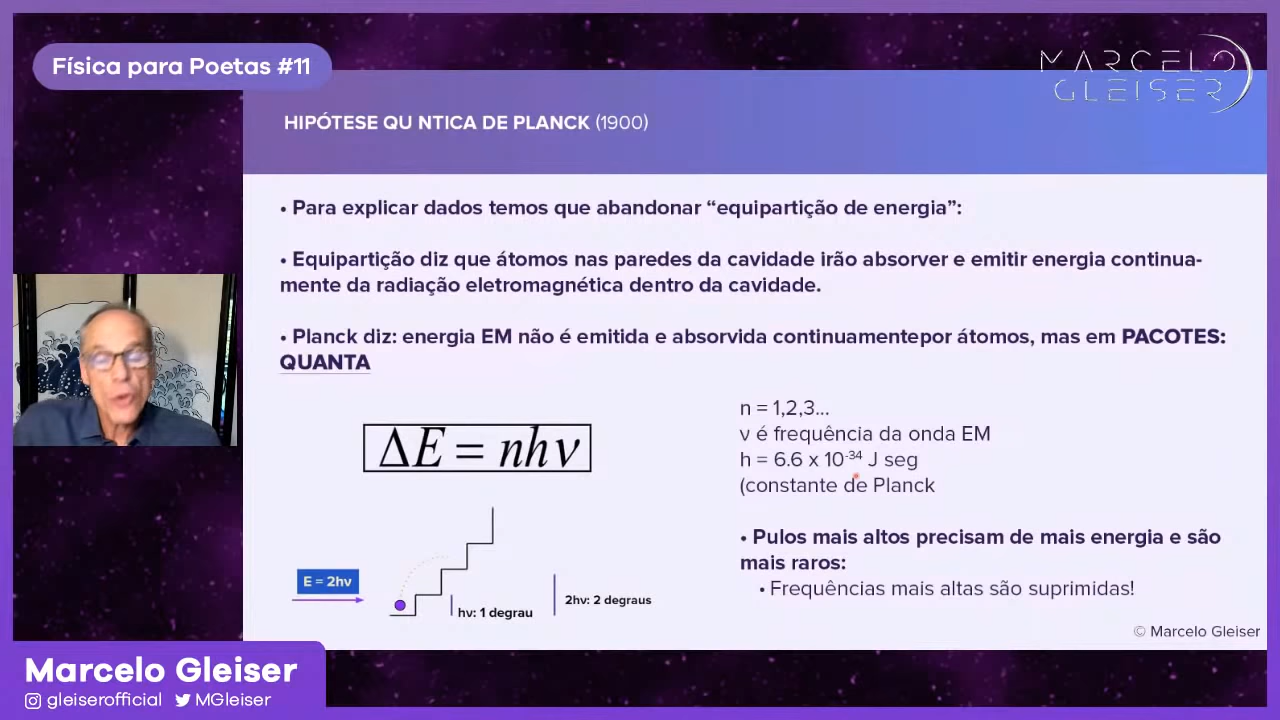 Física para Poetas #11
MARCELO
GLEISER
HIPÓTESE QU NTICA DE PLANCK (1900)
• Para explicar dados temos que abandonar “equipartição de energia”:
• Equipartição diz que átomos nas paredes da cavidade irão absorver e emitir energia continua-
mente da radiação eletromagnética dentro da cavidade.
• Planck diz: energia EM não é emitida e absorvida continuamentepor átomos, mas em PACOTES:
QUANTA
ΔE = nhν
n = 1,2,3...
ν é frequência da onda EM
h = 6.6 x 10⁻³⁴ J seg
(constante de Planck
• Pulos mais altos precisam de mais energia e são
mais raros:
• Frequências mais altas são suprimidas!
E = 2hν
hν: 1 degrau
2hν: 2 degraus
© Marcelo Gleiser
Marcelo Gleiser
gleiserofficial MGleiser